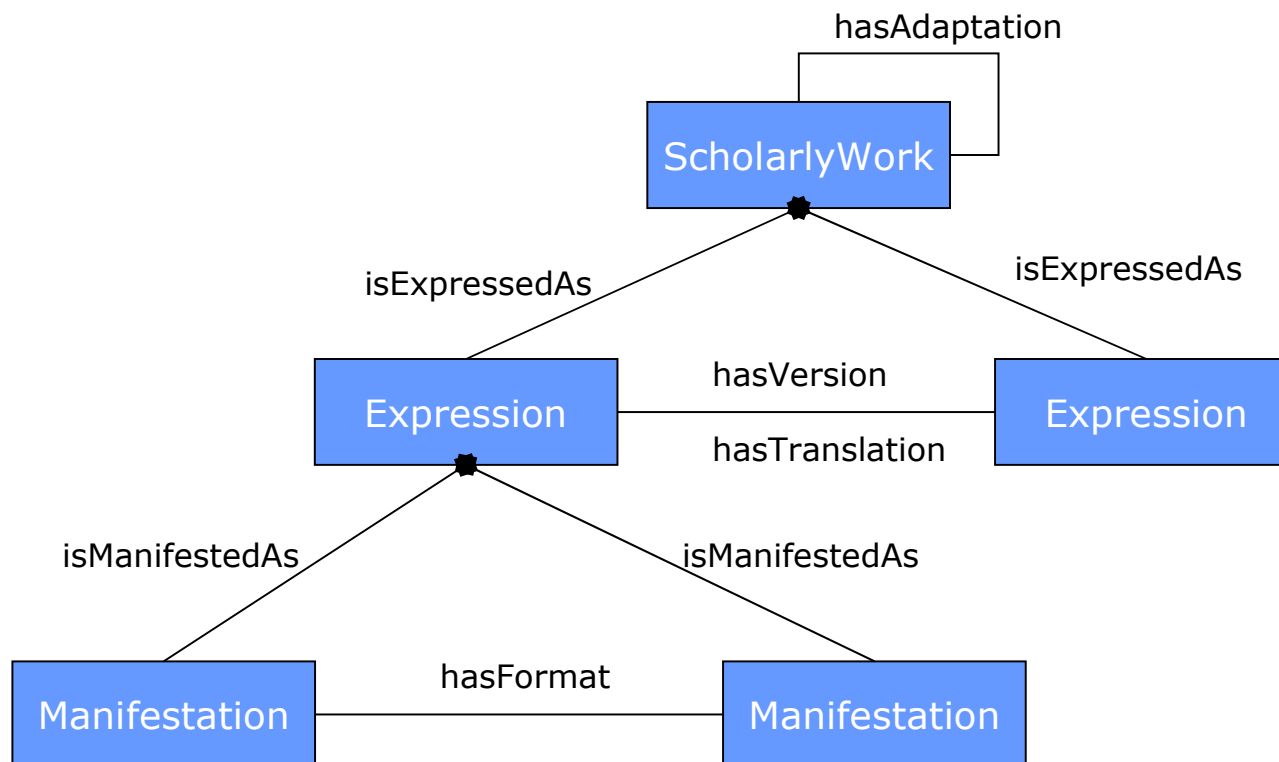 hasAdaptation
ScholarlyWork
isExpressedAs
isExpressedAs
Expression
hasVersion
hasTranslation
Expression
isManifestedAs
isManifestedAs
Manifestation
hasFormat
Manifestation